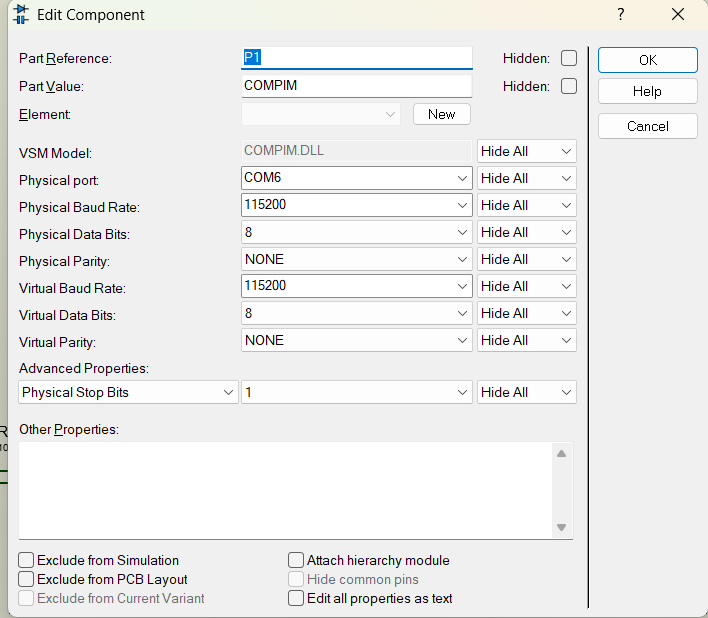 Edit Component ? ×
Part Reference: P1 Hidden: OK
Part Value: COMPIM Hidden: Help
Element: New Cancel
VSM Model: COMPIM.DLL Hide All
Physical port: COM6 Hide All
Physical Baud Rate: 115200 Hide All
Physical Data Bits: 8 Hide All
Physical Parity: NONE Hide All
Virtual Baud Rate: 115200 Hide All
Virtual Data Bits: 8 Hide All
Virtual Parity: NONE Hide All
Advanced Properties:
Physical Stop Bits 1 Hide All
Other Properties:
Exclude from Simulation Attach hierarchy module
Exclude from PCB Layout Hide common pins
Exclude from Current Variant Edit all properties as text